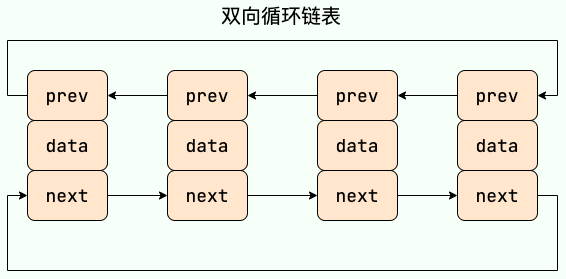 双向循环链表
prev prev prev prev
data data data data
next next next next